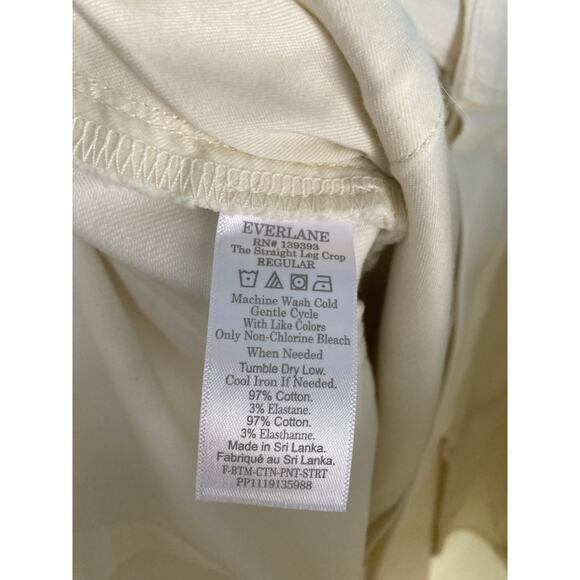 EVERLANE
RN# 139393
The Straight Leg Crop
REGULAR
Machine Wash Cold
Gentle Cycle
With Like Colors
Only Non-Chlorine Bleach
When Needed
Tumble Dry Low.
Cool Iron If Needed.
97% Cotton.
3% Elastane.
97% Cotton.
3% Elasthanne.
Made in Sri Lanka.
Fabriqué au Sri Lanka.
F-BTM-CTN-PNT-STRT
PP1119135988